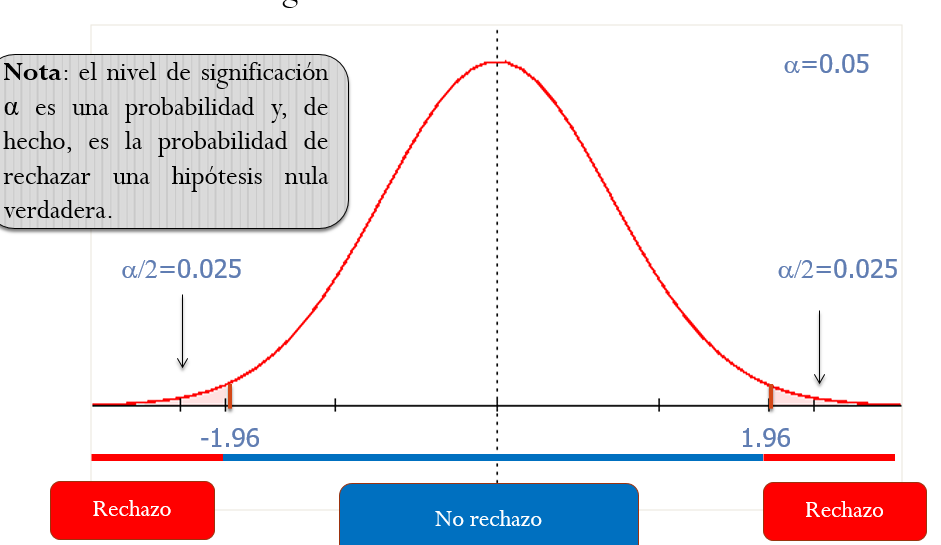 Nota: el nivel de significación
α es una probabilidad y, de
hecho, es la probabilidad de
rechazar una hipótesis nula
verdadera.
α=0.05
α/2=0.025
α/2=0.025
-1.96
1.96
Rechazo
No rechazo
Rechazo